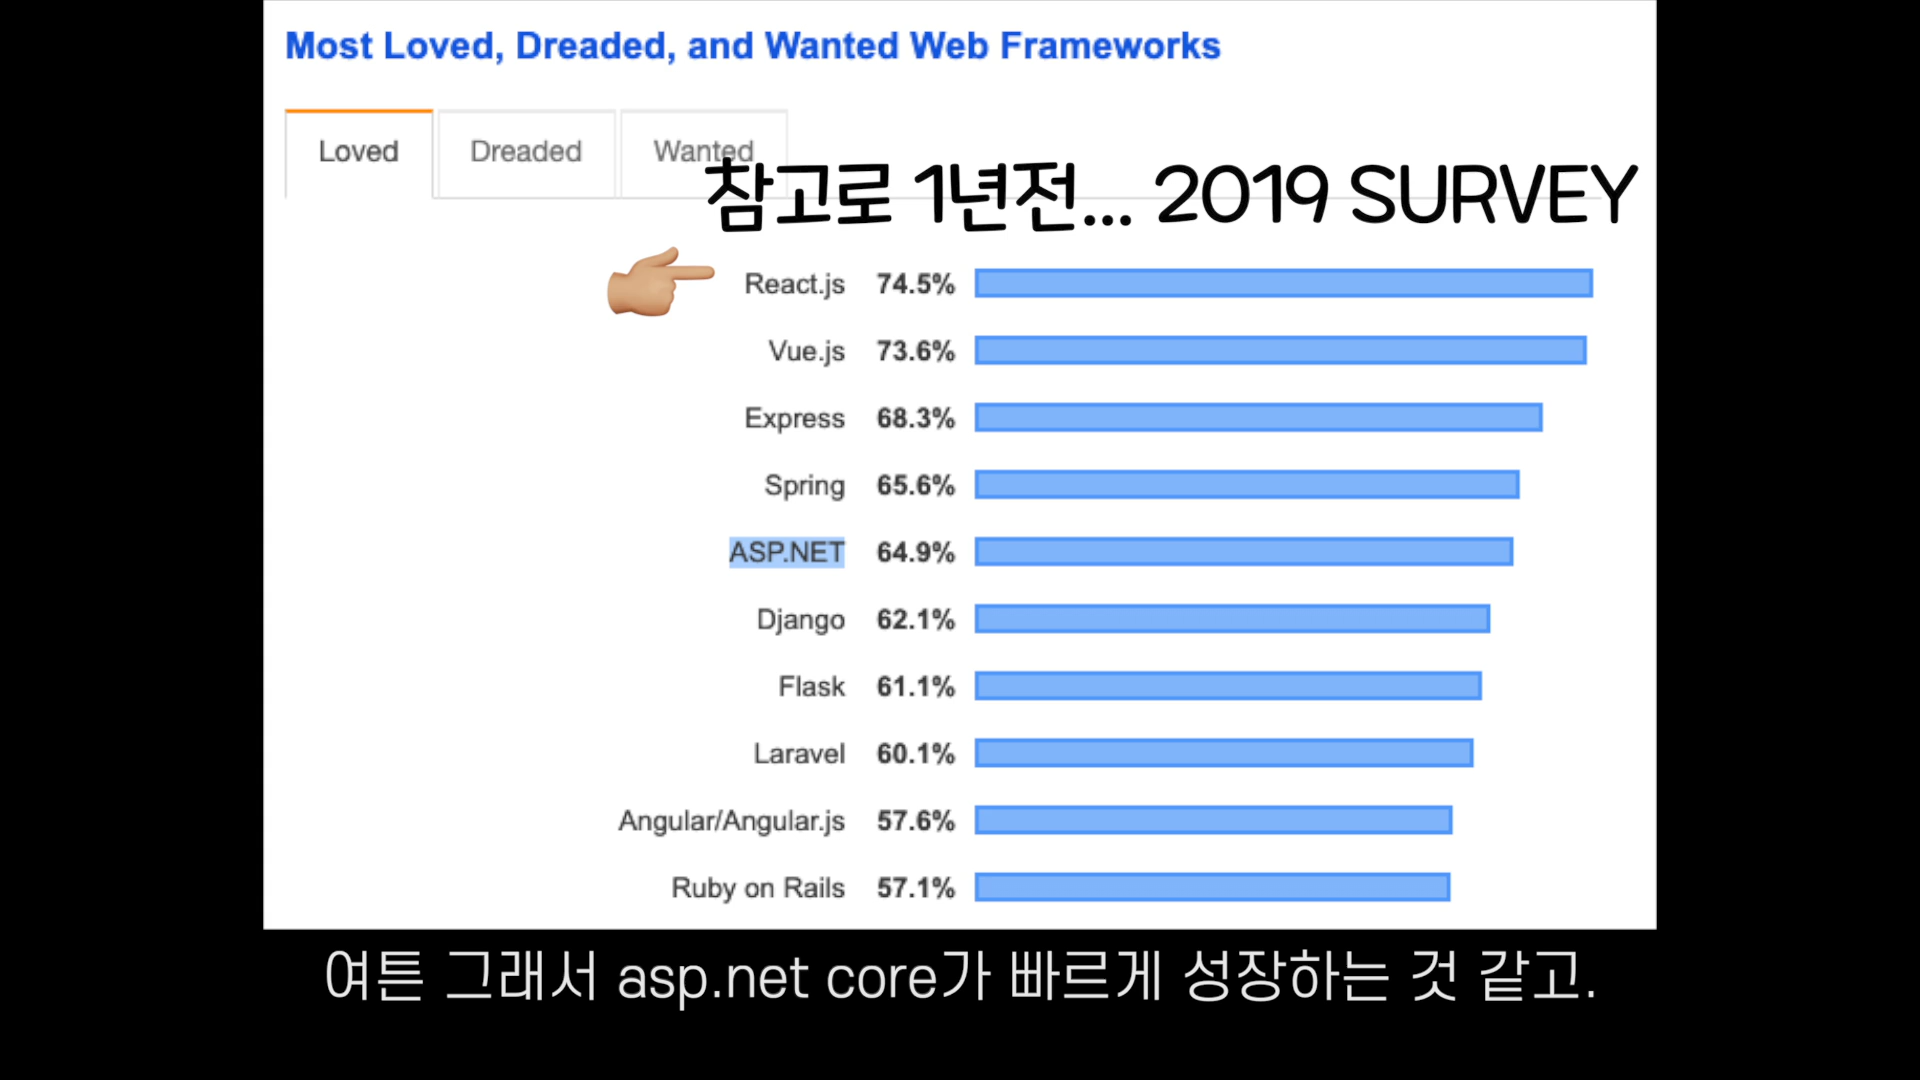 Most Loved, Dreaded, and Wanted Web Frameworks
Loved Dreaded Wanted
참고로 1년전... 2019 SURVEY
React.js 74.5%
Vue.js 73.6%
Express 68.3%
Spring 65.6%
ASP.NET 64.9%
Django 62.1%
Flask 61.1%
Laravel 60.1%
Angular/Angular.js 57.6%
Ruby on Rails 57.1%
여튼 그래서 asp.net core가 빠르게 성장하는 것 같고.